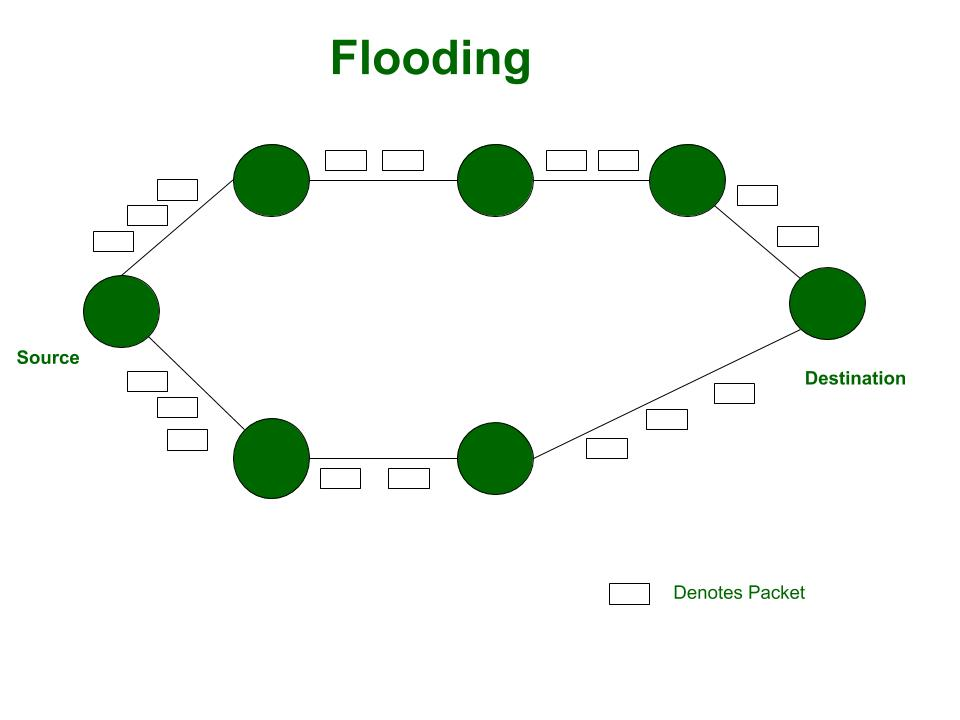 Flooding
Source
Destination
Denotes Packet